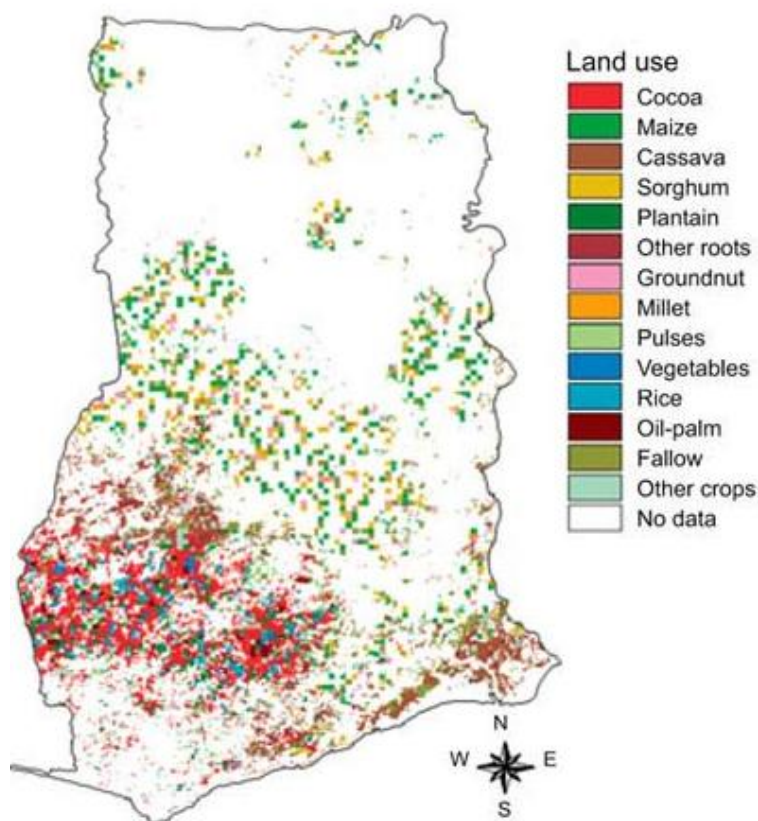 Land use
Cocoa
Maize
Cassava
Sorghum
Plantain
Other roots
Groundnut
Millet
Pulses
Vegetables
Rice
Oil-palm
Fallow
Other crops
No data
N
W E
S